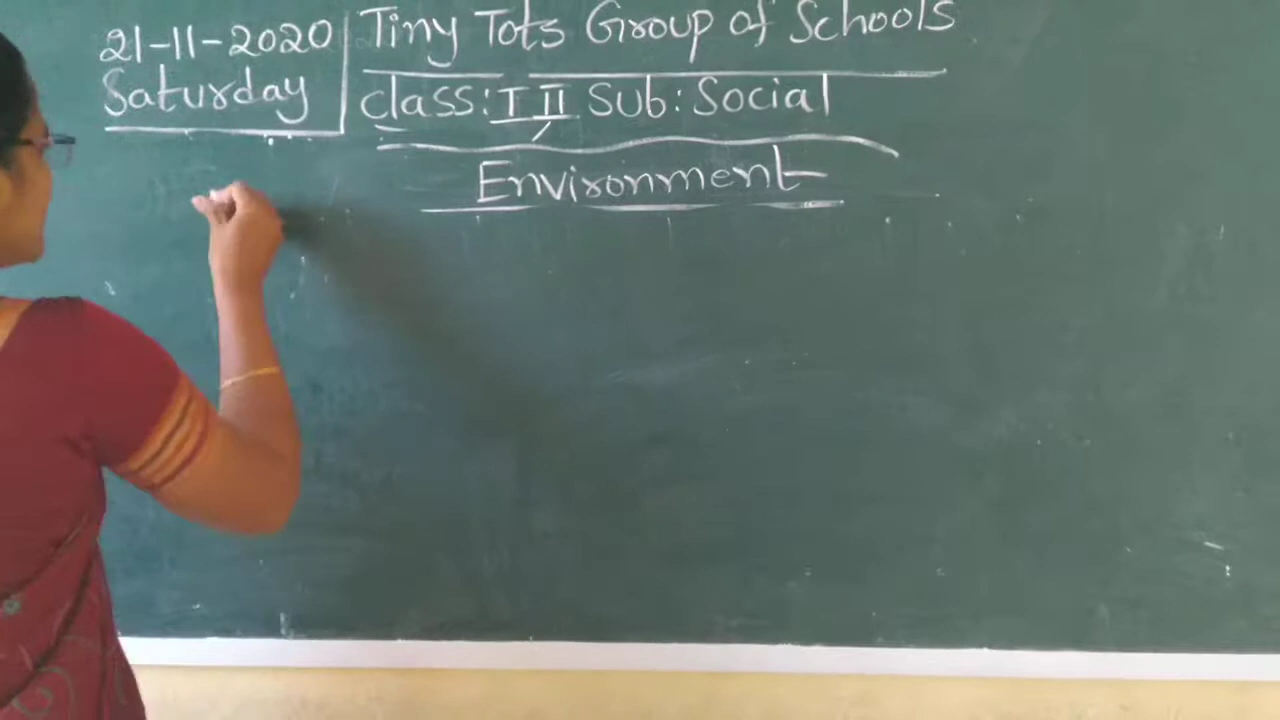 21-11-2020
Saturday
Tiny Tots Group of Schools
Class: I II Sub: Social
Environment